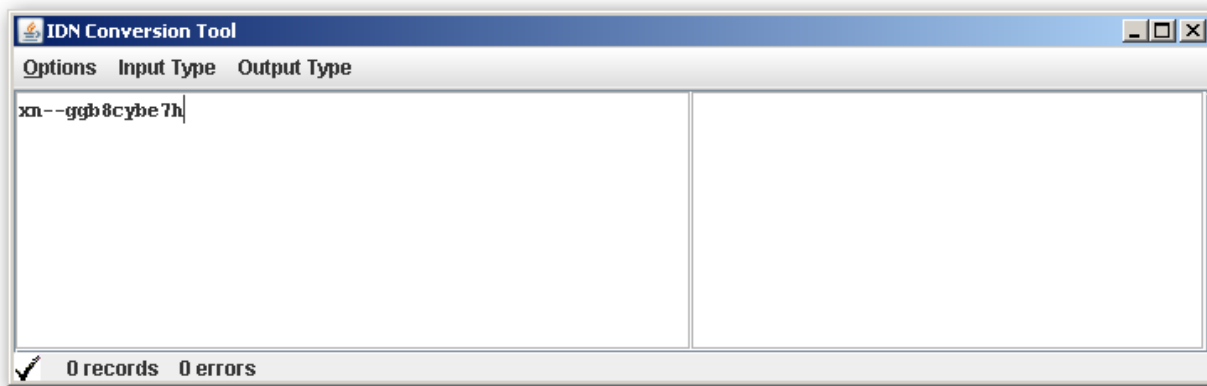 IDN Conversion Tool
Options Input Type Output Type
xn--ggb8cybe7h
0 records 0 errors